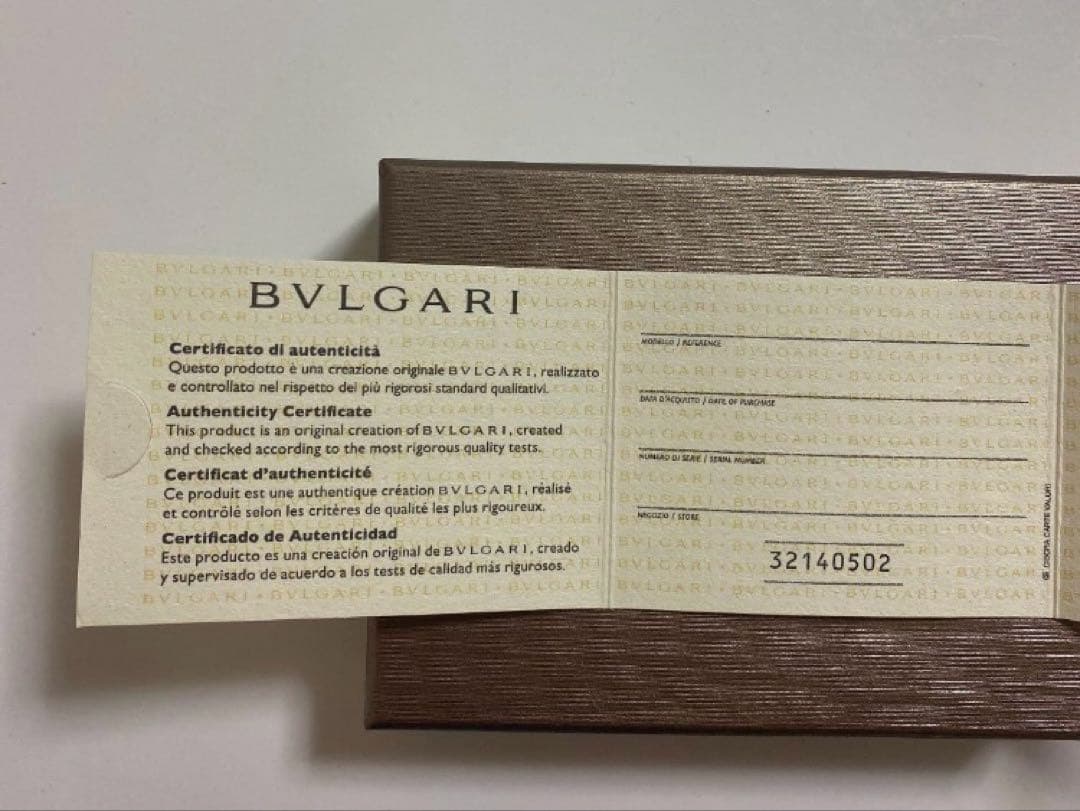 BVLGARI
Certificato di autenticità
Questo prodotto è una creazione originale BVLGARI, realizzato
e controllato nel rispetto dei più rigorosi standard qualitativi.
Authenticity Certificate
This product is an original creation of BVLGARI, created
and checked according to the most rigorous quality tests.
Certificat d'authenticité
Ce produit est une authentique création BVLGARI, réalisé
et contrôlé selon les critères de qualité les plus rigoureux.
Certificado de Autenticidad
Este producto es una creación original de BVLGARI, creado
y supervisado de acuerdo a los tests de calidad más rigurosos.
MODELLO / REFERENCE
DATA D'ACQUISTO / DATE OF PURCHASE
NUMERO DI SERIE / SERIAL NUMBER
NEGOZIO / STORE
32140502